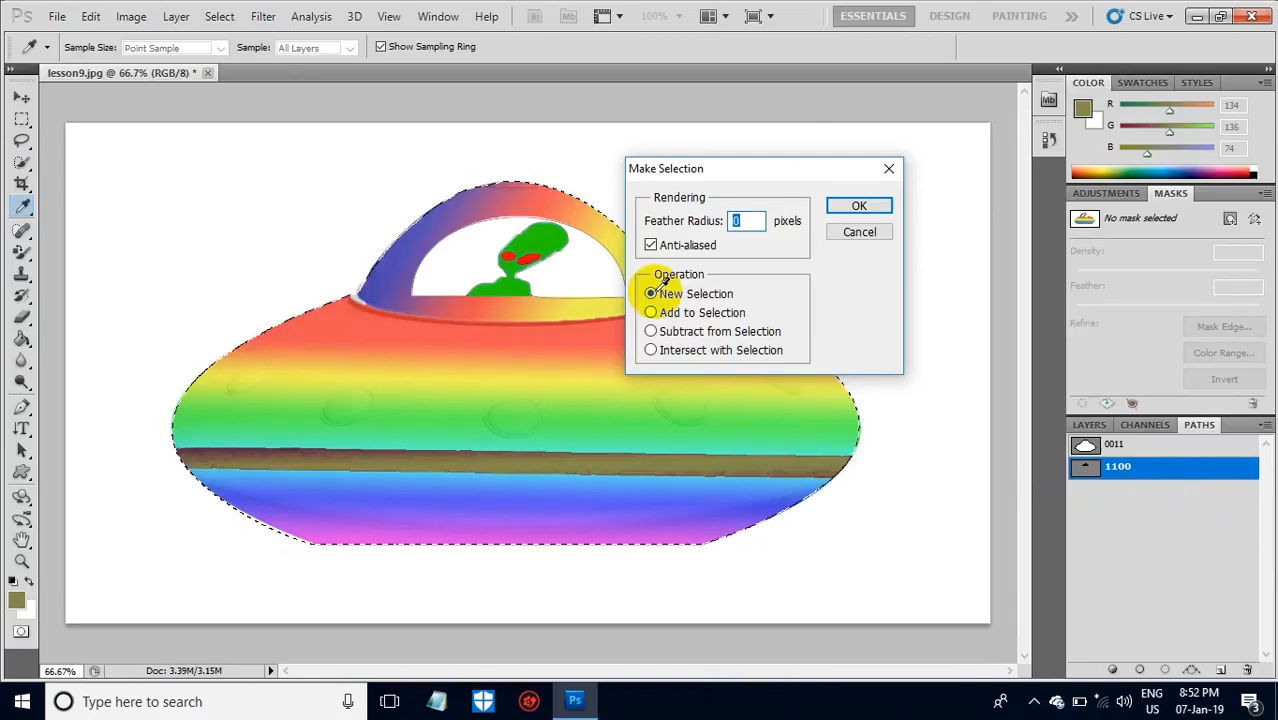 Ps File Edit Image Layer Select Filter Analysis 3D View Window Help Br Mb 100% ESSENTIALS DESIGN PAINTING CS Live
Sample Size: Point Sample Sample: All Layers Show Sampling Ring
lesson9.jpg @ 66.7% (RGB/8) *
COLOR SWATCHES STYLES
Mb
R 134
G 136
B 74
Make Selection
Rendering
Feather Radius: 0 pixels
Anti-aliased
OK
Cancel
Operation
New Selection
Add to Selection
Subtract from Selection
Intersect with Selection
ADJUSTMENTS MASKS
No mask selected
Density:
Feather:
Refine: Mask Edge...
Color Range...
Invert
LAYERS CHANNELS PATHS
0011
1100
66.67% Doc: 3.39M/3.15M
Type here to search
Ps
ENG
US
8:52 PM
07-Jan-19
3